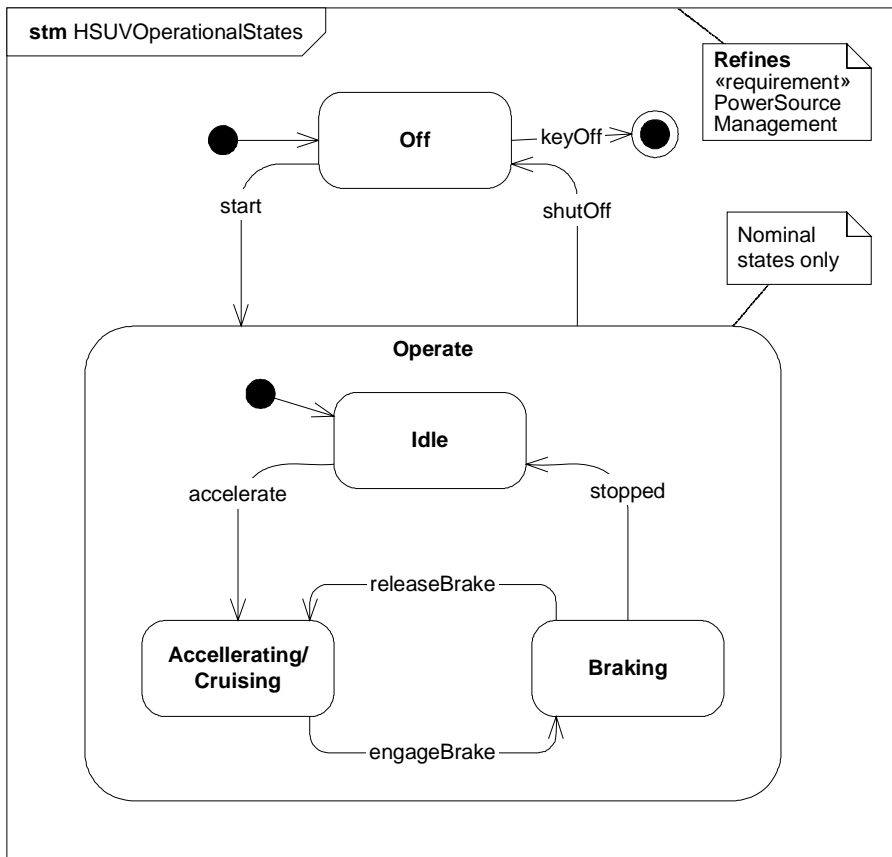 stm HSUVOperationalStates
Refines
«requirement»
PowerSource
Management
Off
keyOff
start
shutOff
Nominal
states only
Operate
Idle
accelerate
stopped
releaseBrake
Accellerating/
Cruising
Braking
engageBrake